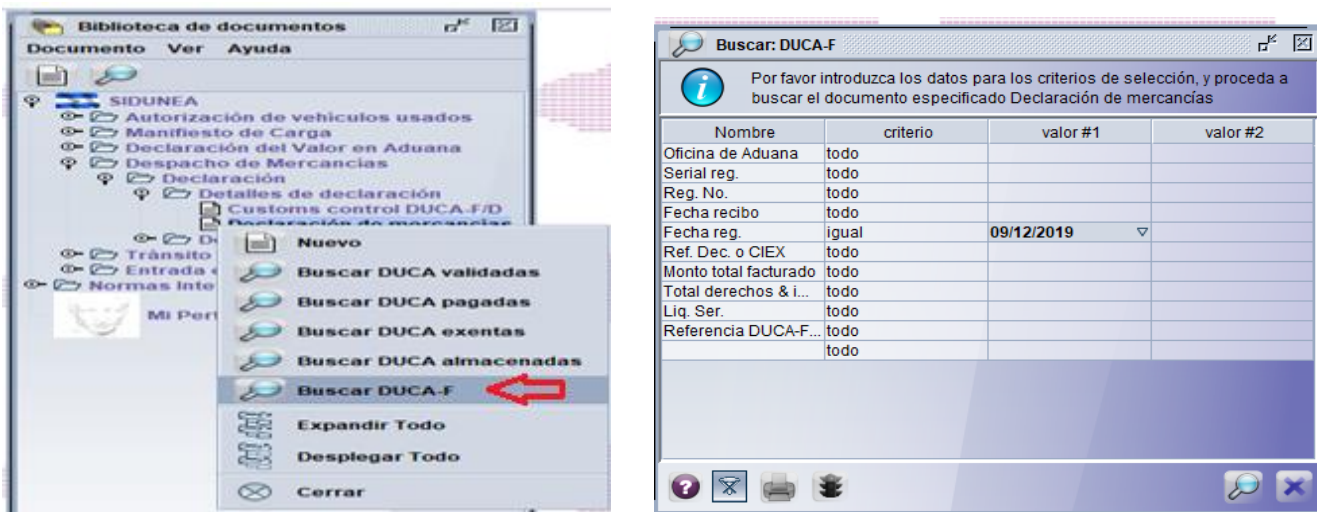 Biblioteca de documentos
Documento Ver Ayuda
SIDUNEA
Autorización de vehículos usados
Manifiesto de Carga
Declaración del Valor en Aduana
Despacho de Mercancías
Declaración
Detalles de declaración
Customs control DUCA-F/D
Declaración de mercancías
D
Tránsito
Entrada
Normas Inte
Mi Perf
Nuevo
Buscar DUCA validadas
Buscar DUCA pagadas
Buscar DUCA exentas
Buscar DUCA almacenadas
Buscar DUCA-F
Expandir Todo
Desplegar Todo
Cerrar
Buscar: DUCA-F
Por favor introduzca los datos para los criterios de selección, y proceda a
buscar el documento especificado Declaración de mercancías
Nombre criterio valor #1 valor #2
Oficina de Aduana todo
Serial reg. todo
Reg. No. todo
Fecha recibo todo
Fecha reg. igual 09/12/2019
Ref. Dec. o CIEX todo
Monto total facturado todo
Total derechos & i... todo
Liq. Ser. todo
Referencia DUCA-F... todo
todo